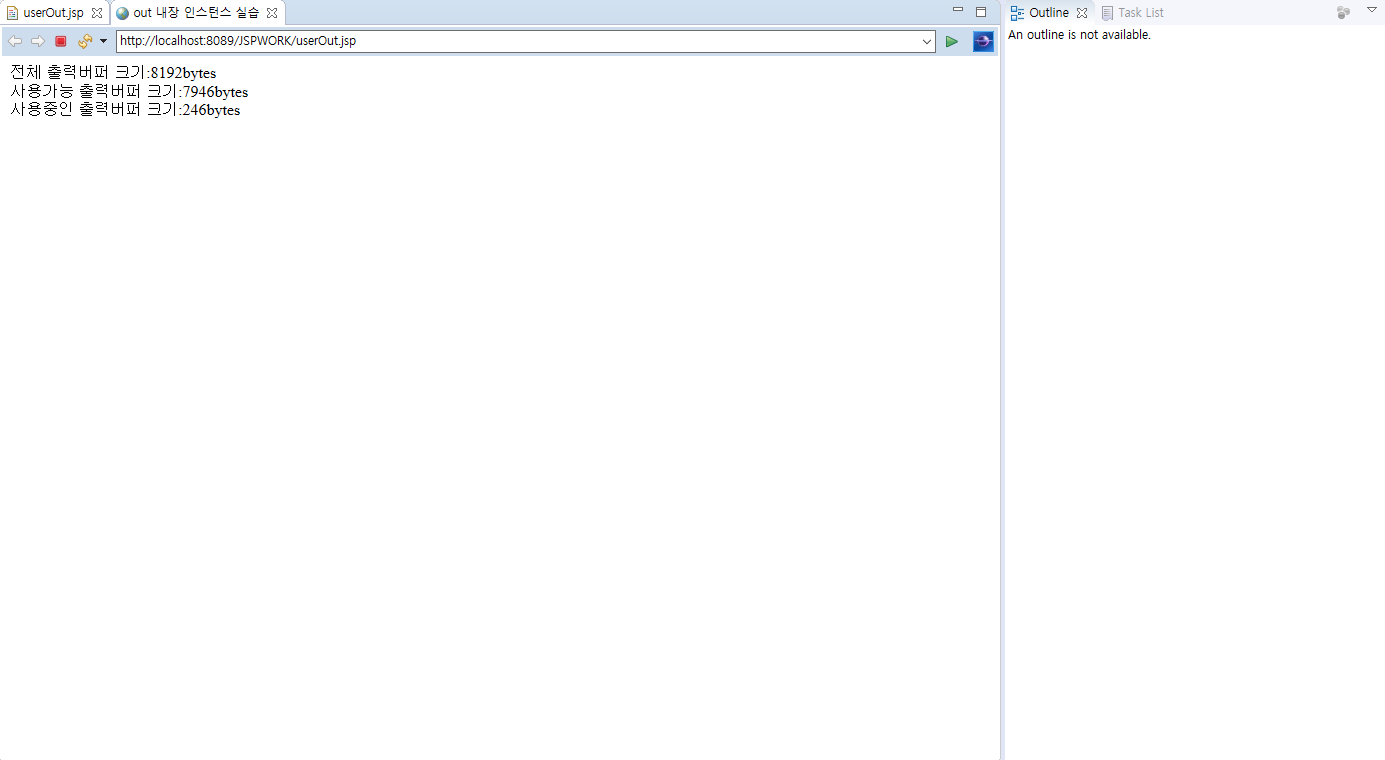 userOut.jsp
out 내장 인스턴스 실습
http://localhost:8089/JSPWORK/userOut.jsp
전체 출력버퍼 크기:8192bytes
사용가능 출력버퍼 크기:7946bytes
사용중인 출력버퍼 크기:246bytes
Outline
Task List
An outline is not available.